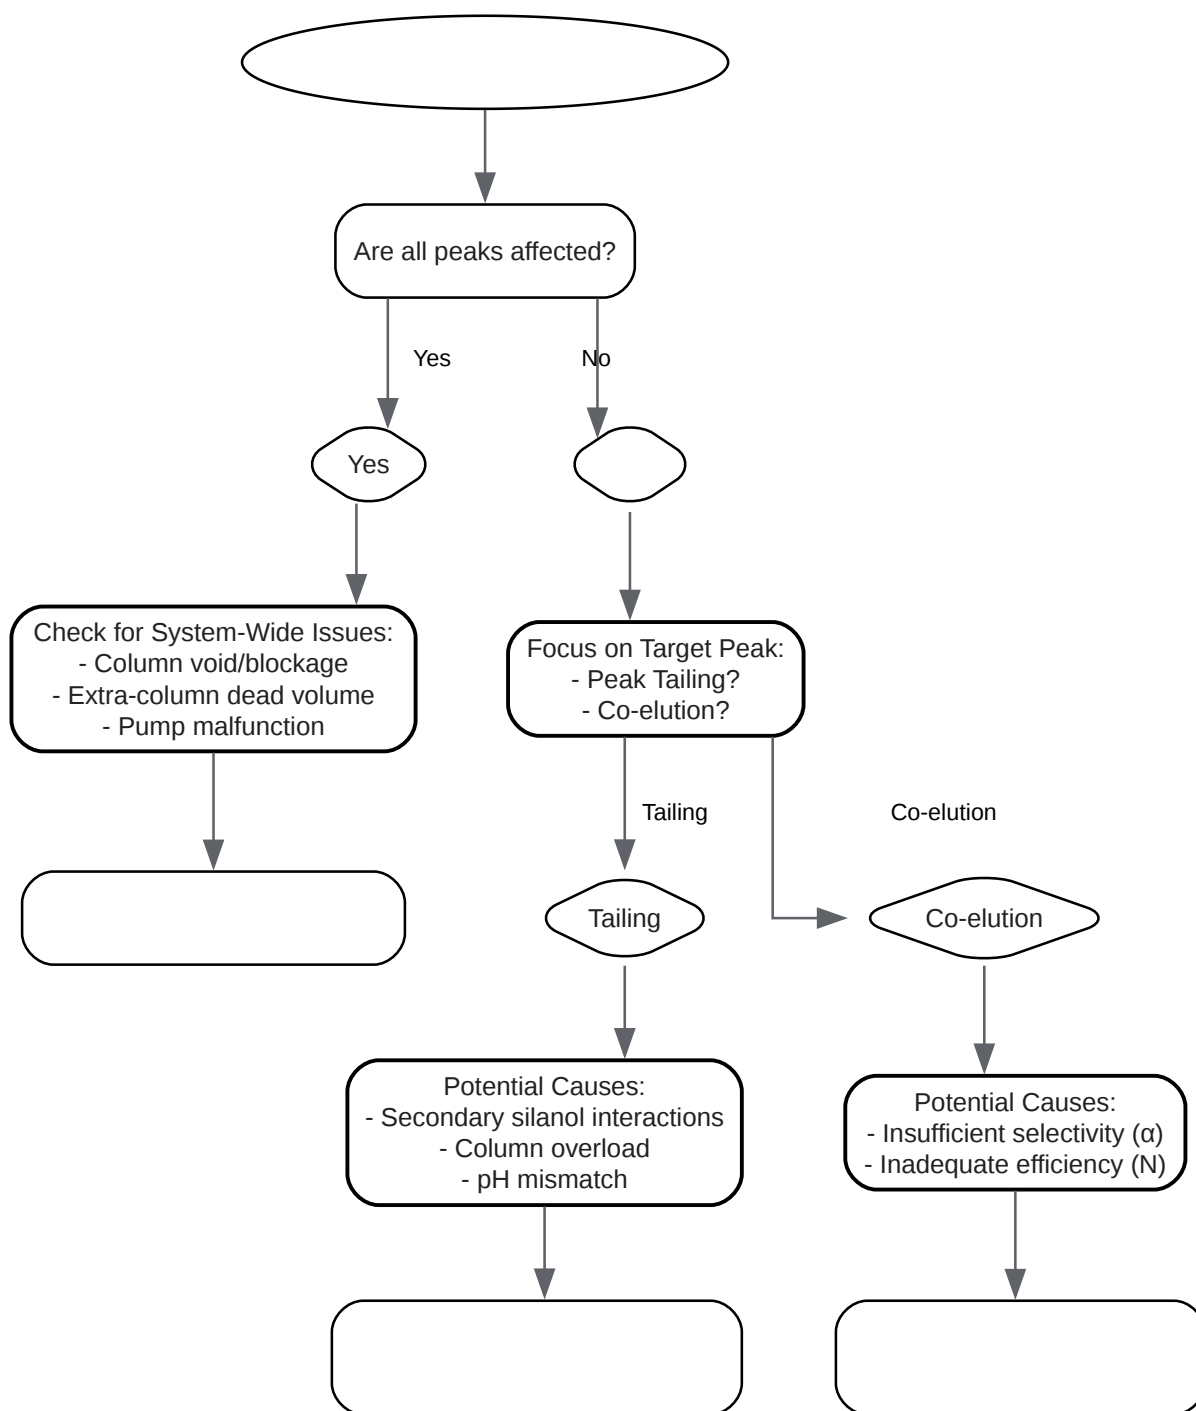 Are all peaks affected?
Yes
No
Yes
Check for System-Wide Issues:
- Column void/blockage
- Extra-column dead volume
- Pump malfunction
Focus on Target Peak:
- Peak Tailing?
- Co-elution?
Tailing
Co-elution
Tailing
Co-elution
Potential Causes:
- Secondary silanol interactions
- Column overload
- pH mismatch
Potential Causes:
- Insufficient selectivity (α)
- Inadequate efficiency (N)